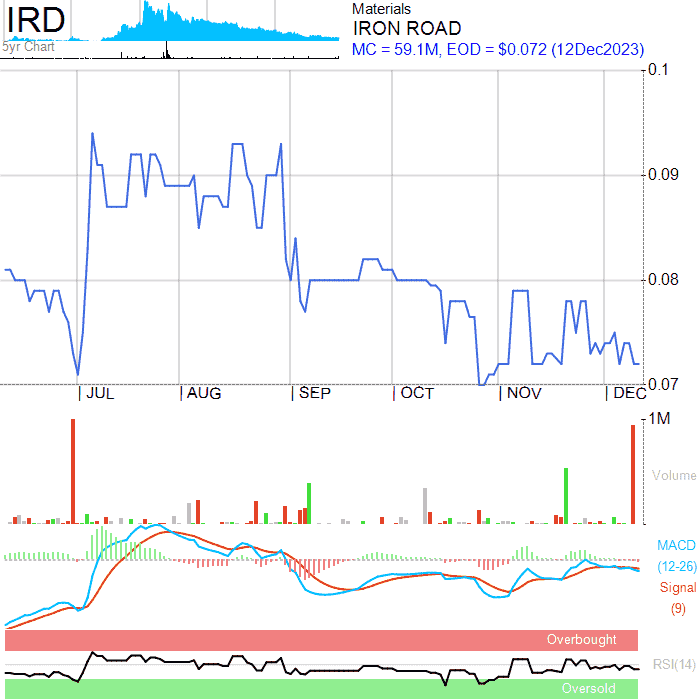 IRD
5yr Chart
Materials
IRON ROAD
MC = 59.1M, EOD = $0.072 (12Dec2023)
0.1
0.09
0.08
0.07
JUL AUG SEP OCT NOV DEC
1M
Volume
MACD
(12-26)
Signal
(9)
Overbought
RSI(14)
Oversold